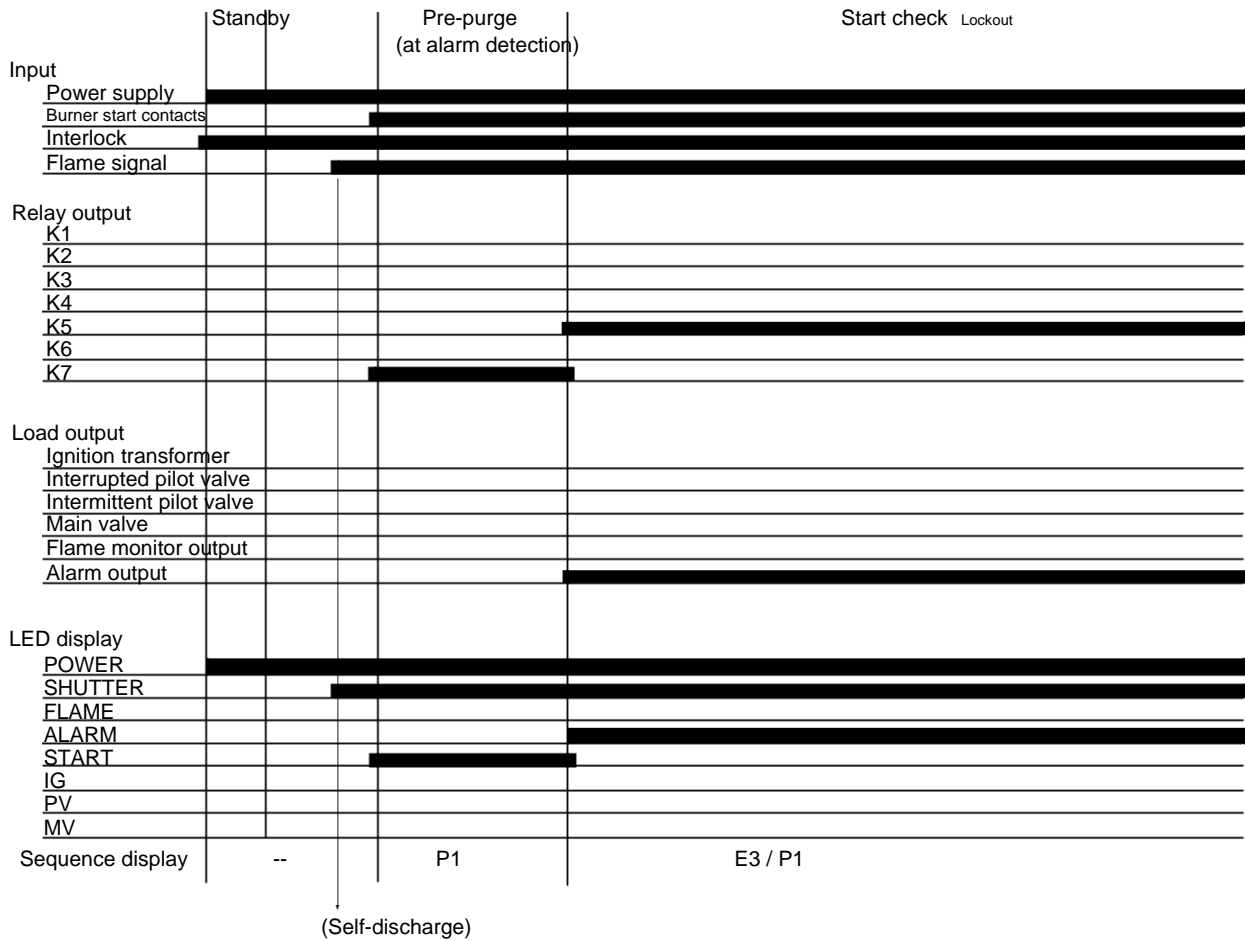 Standby Pre-purge Start check Lockout
(at alarm detection)
Input
Power supply
Burner start contacts
Interlock
Flame signal
Relay output
K1
K2
K3
K4
K5
K6
K7
Load output
Ignition transformer
Interrupted pilot valve
Intermittent pilot valve
Main valve
Flame monitor output
Alarm output
LED display
POWER
SHUTTER
FLAME
ALARM
START
IG
PV
MV
Sequence display -- P1 E3 / P1
(Self-discharge)